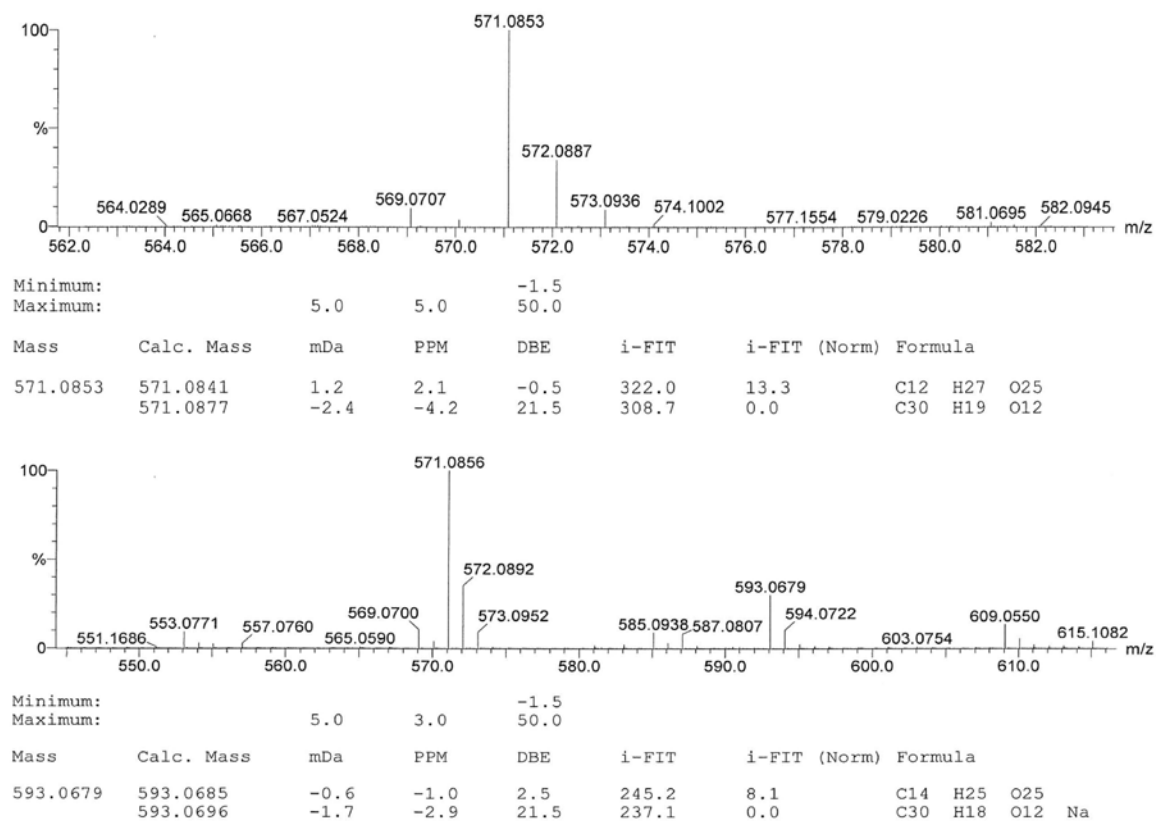 571.0853
100
572.0887
%
564.0289 565.0668 567.0524 569.0707 573.0936 574.1002 577.1554 579.0226 581.0695 582.0945
0 m/z
562.0 564.0 566.0 568.0 570.0 572.0 574.0 576.0 578.0 580.0 582.0
Minimum: -1.5
Maximum: 5.0 5.0 50.0
Mass Calc. Mass mDa PPM DBE i-FIT i-FIT (Norm) Formula
571.0853 571.0841 1.2 2.1 -0.5 322.0 13.3 C12 H27 O25
571.0877 -2.4 -4.2 21.5 308.7 0.0 C30 H19 O12
571.0856
100
%
572.0892
593.0679
551.1686 553.0771 557.0760 565.0590 569.0700 573.0952 585.0938 587.0807 594.0722 603.0754 609.0550 615.1082
0 m/z
550.0 560.0 570.0 580.0 590.0 600.0 610.0
Minimum: -1.5
Maximum: 5.0 3.0 50.0
Mass Calc. Mass mDa PPM DBE i-FIT i-FIT (Norm) Formula
593.0679 593.0685 -0.6 -1.0 2.5 245.2 8.1 C14 H25 O25
593.0696 -1.7 -2.9 21.5 237.1 0.0 C30 H18 O12 Na